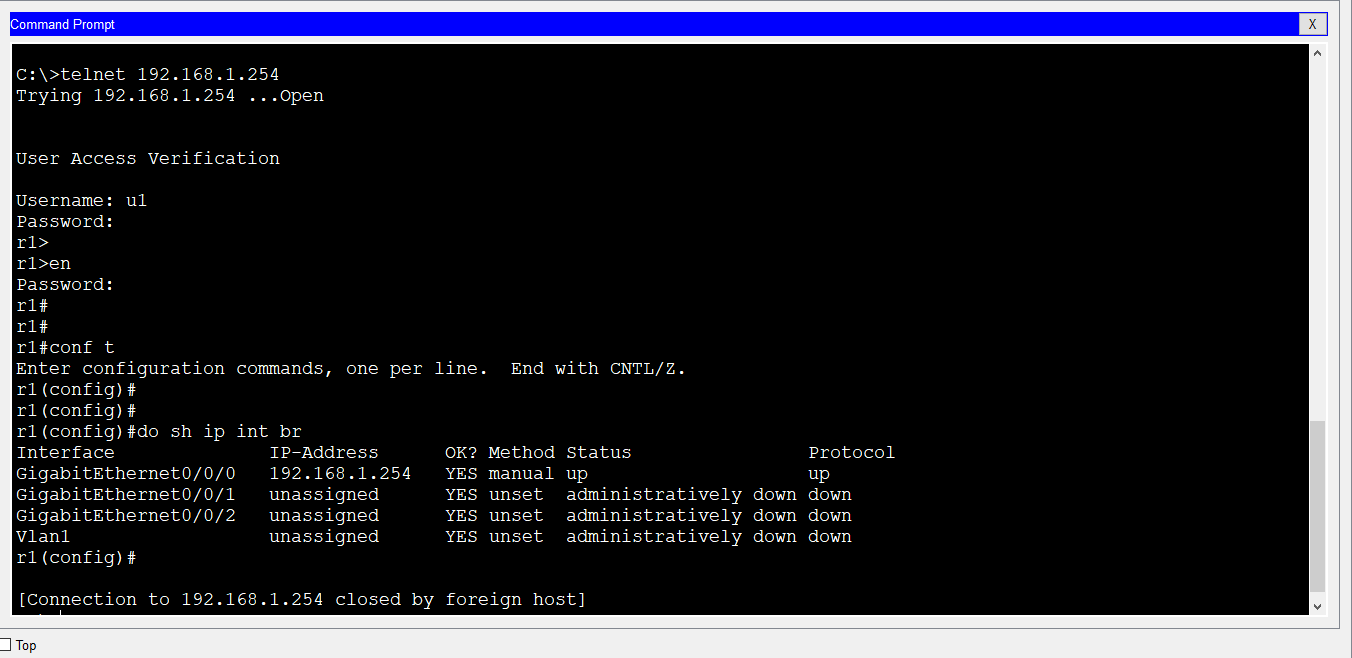 Command Prompt
X
C:\>telnet 192.168.1.254
Trying 192.168.1.254 ...Open
User Access Verification
Username: u1
Password:
r1>
r1>en
Password:
r1#
r1#
r1#conf t
Enter configuration commands, one per line.  End with CNTL/Z.
r1(config)#
r1(config)#
r1(config)#do sh ip int br
Interface              IP-Address      OK? Method Status                Protocol
GigabitEthernet0/0/0   192.168.1.254   YES manual up                    up
GigabitEthernet0/0/1   unassigned      YES unset  administratively down down
GigabitEthernet0/0/2   unassigned      YES unset  administratively down down
Vlan1                  unassigned      YES unset  administratively down down
r1(config)#
[Connection to 192.168.1.254 closed by foreign host]
Top